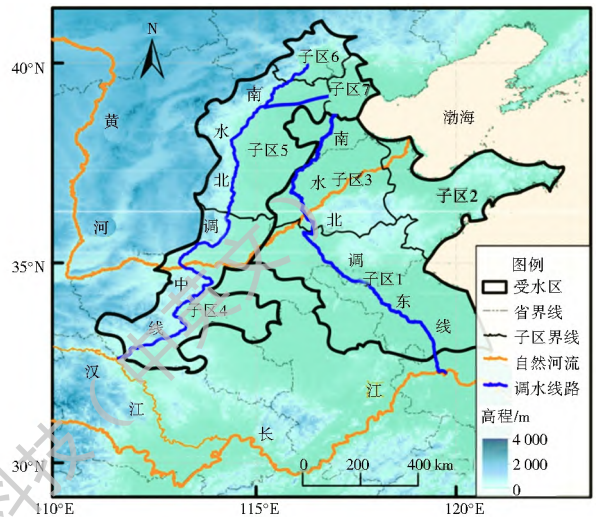 N
40°N
35°N
30°N
110°E
115°E
120°E
子区6
子区7
南
水
北
调
中
线
子区5
南
水
北
调
东
线
子区3
子区2
子区1
子区4
渤海
黄
河
汉
江
长
江
0 200 400 km
图例
受水区
省界线
子区界线
自然河流
调水线路
高程/m
4 000
2 000
0